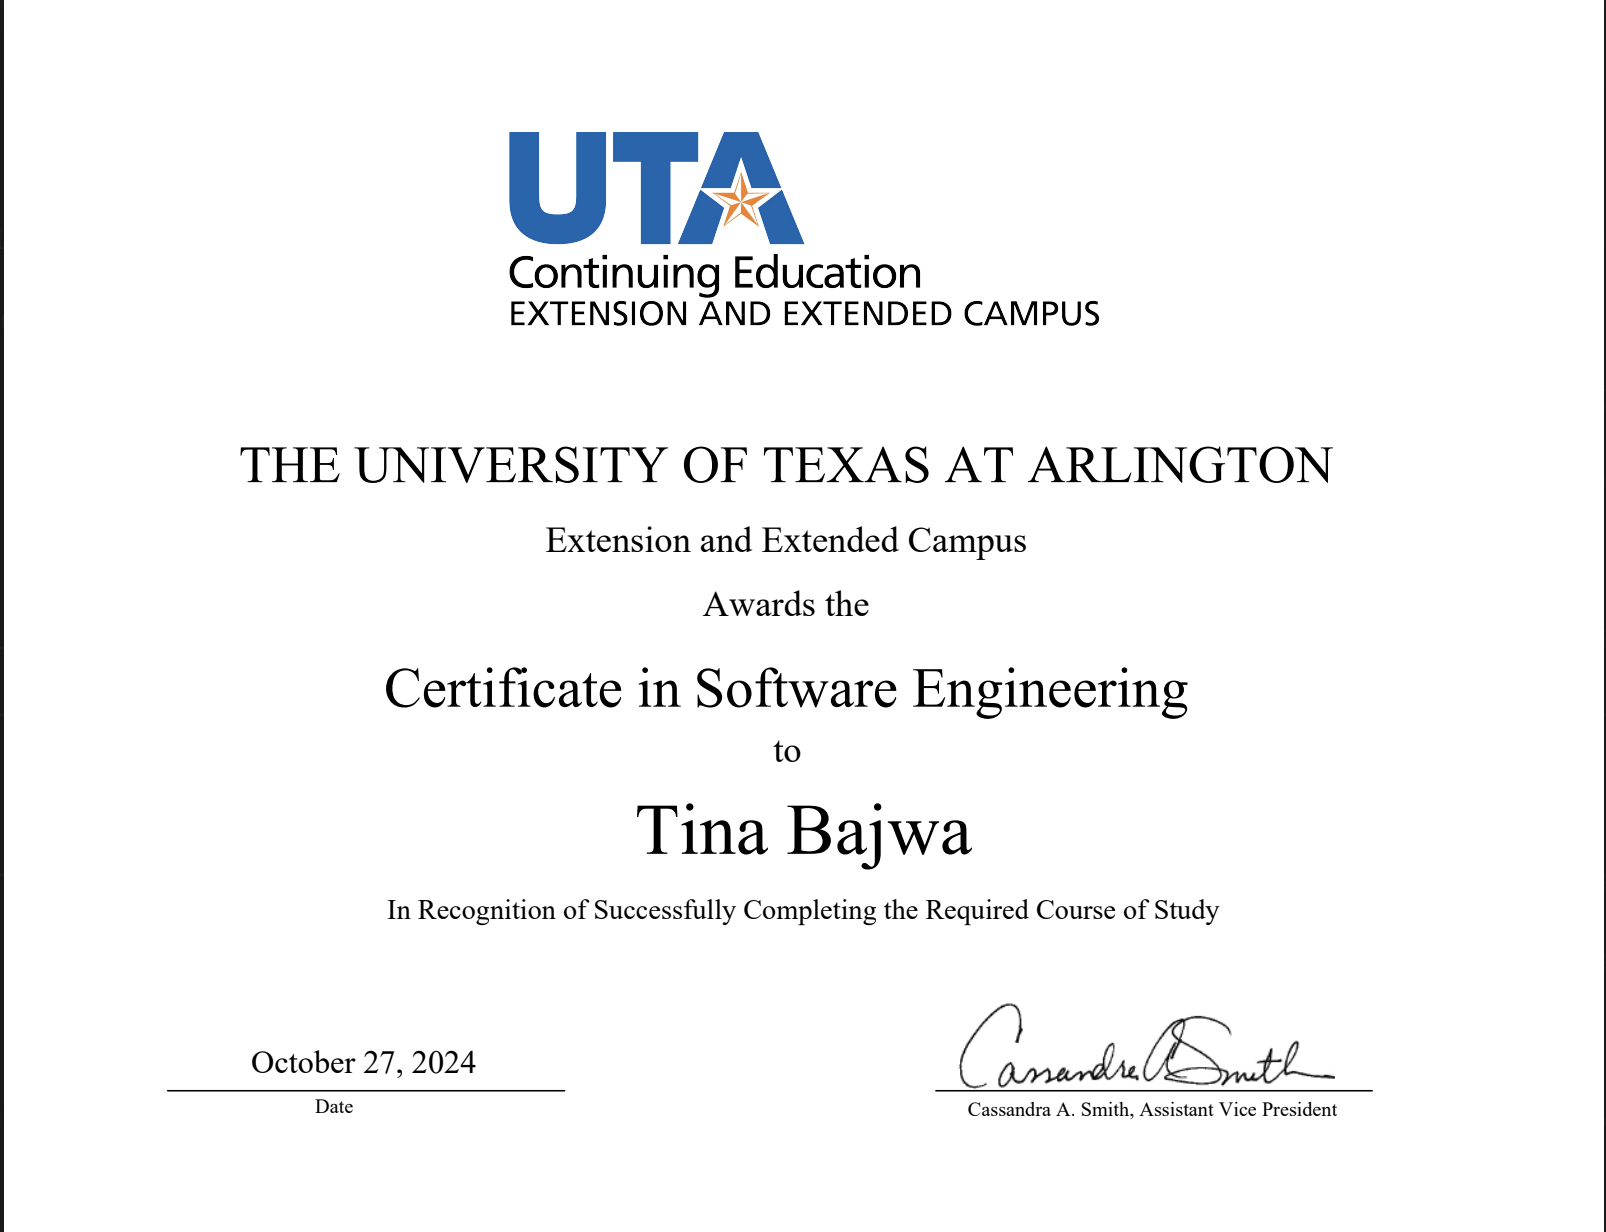 UTA
Continuing Education
EXTENSION AND EXTENDED CAMPUS
THE UNIVERSITY OF TEXAS AT ARLINGTON
Extension and Extended Campus
Awards the
Certificate in Software Engineering
to
Tina Bajwa
In Recognition of Successfully Completing the Required Course of Study
October 27, 2024
Date
Cassandra A Smith
Cassandra A. Smith, Assistant Vice President